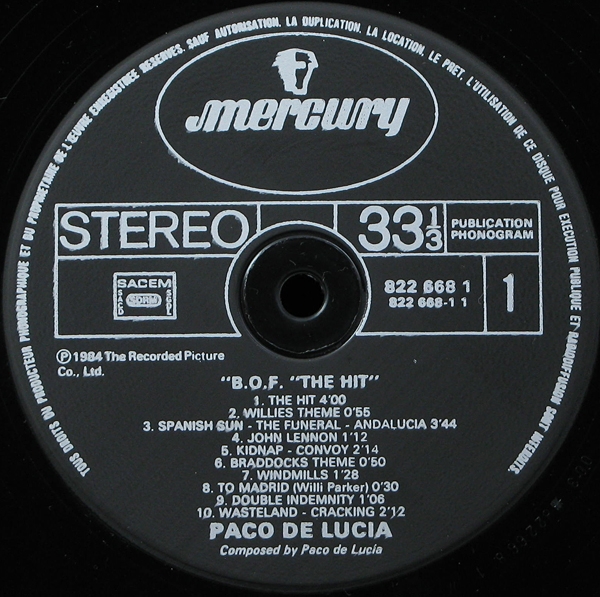 TOUS DROITS DU PRODUCTEUR PHONOGRAPHIQUE ET DU PROPRIETAIRE DE L'ŒUVRE ENREGISTREE RESERVES. SAUF AUTORISATION, LA DUPLICATION, LA LOCATION, LE PRET, L'UTILISATION DE CE DISQUE POUR EXECUTION PUBLIQUE ET RADIODIFFUSION SONT INTERDITS.
mercury
STEREO
33 1/3
PUBLICATION
PHONOGRAM
SACEM
SACD
SDRM
SGDL
822 668 1
822 668-1 1
1
Ⓟ 1984 The Recorded Picture
Co., Ltd.
"B.O.F. "THE HIT"
1. THE HIT 4'00
2. WILLIES THEME 0'55
3. SPANISH SUN - THE FUNERAL - ANDALUCIA 3'44
4. JOHN LENNON 1'12
5. KIDNAP - CONVOY 2'14
6. BRADDOCKS THEME 0'50
7. WINDMILLS 1'28
8. TO MADRID (Willi Parker) 0'30
9. DOUBLE INDEMNITY 1'06
10. WASTELAND - CRACKING 2'12
PACO DE LUCIA
Composed by Paco de Lucia